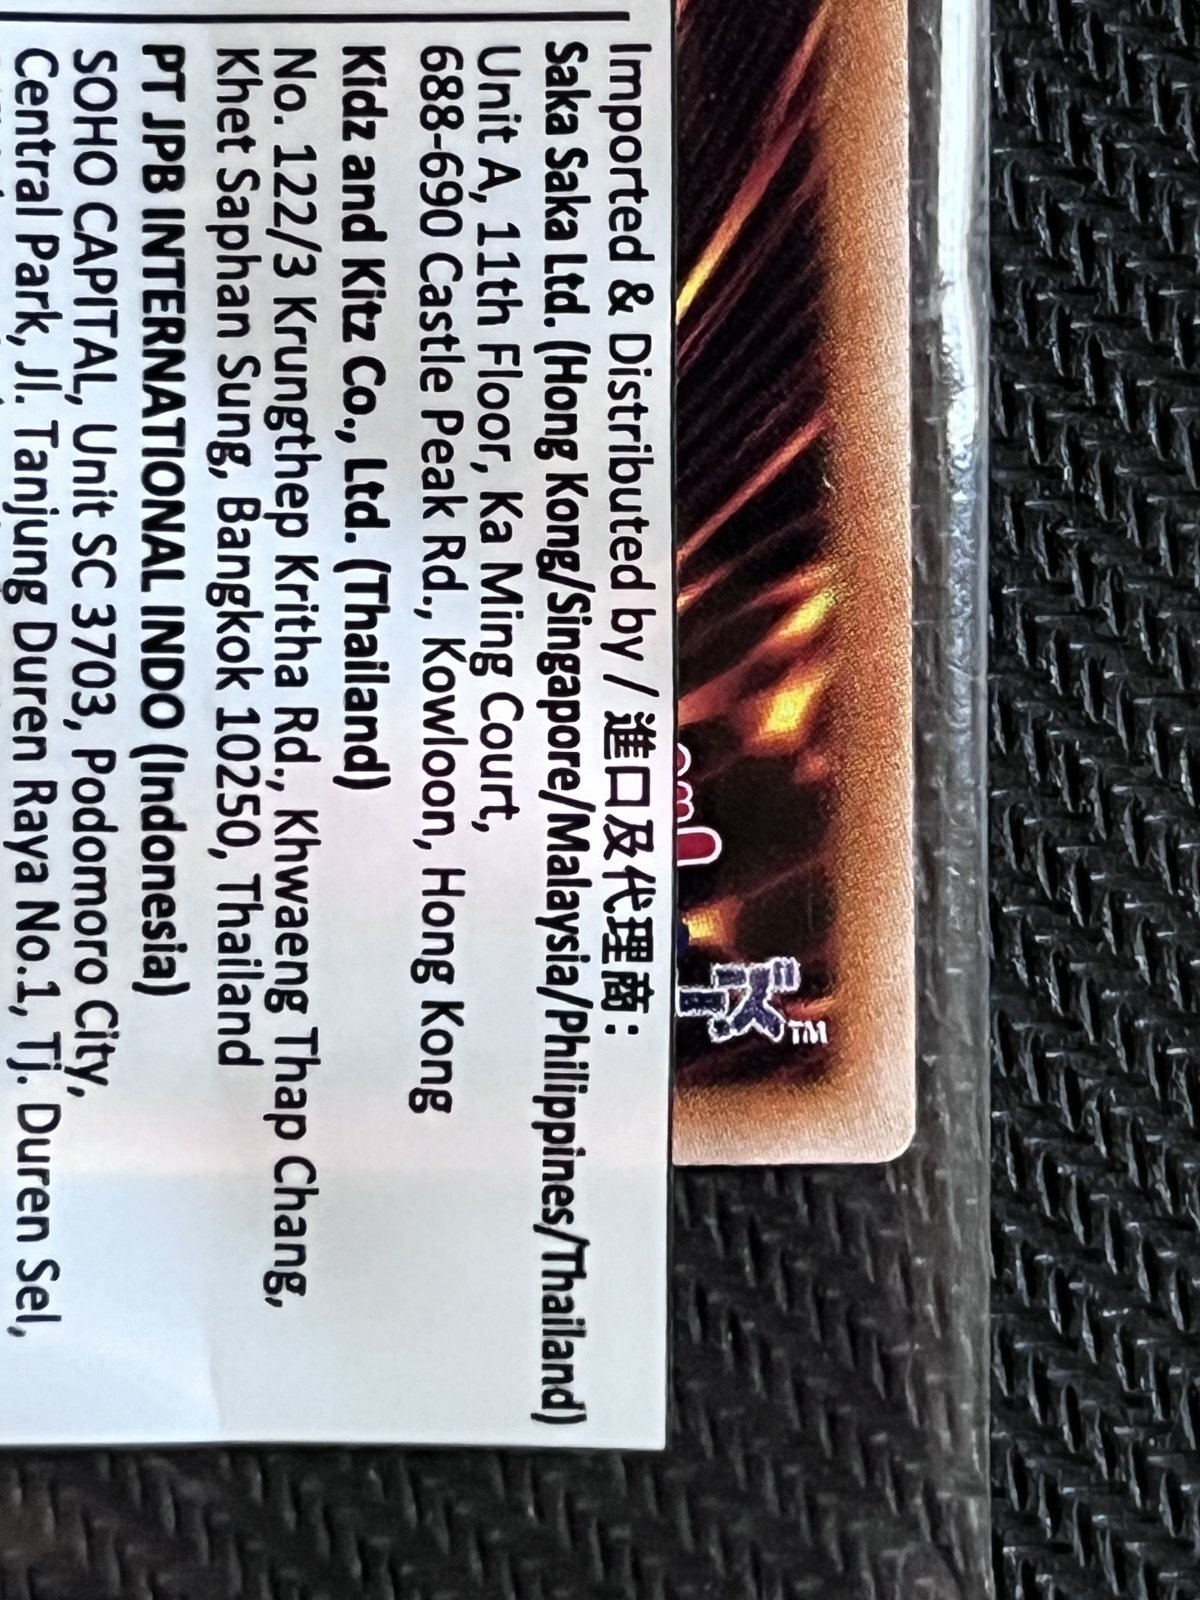 Imported & Distributed by / 進口及代理商:
Saka Saka Ltd. (Hong Kong/Singapore/Malaysia/Philippines/Thailand)
Unit A, 11th Floor, Ka Ming Court,
688-690 Castle Peak Rd., Kowloon, Hong Kong
Kidz and Kitz Co., Ltd. (Thailand)
No. 122/3 Krungthep Kritha Rd., Khwaeng Thap Chang,
Khet Saphan Sung, Bangkok 10250, Thailand
PT JPB INTERNATIONAL INDO (Indonesia)
SOHO CAPITAL, Unit SC 3703, Podomoro City,
Central Park, Jl. Tanjung Duren Raya No.1, Tj. Duren Sel,
ーズ™